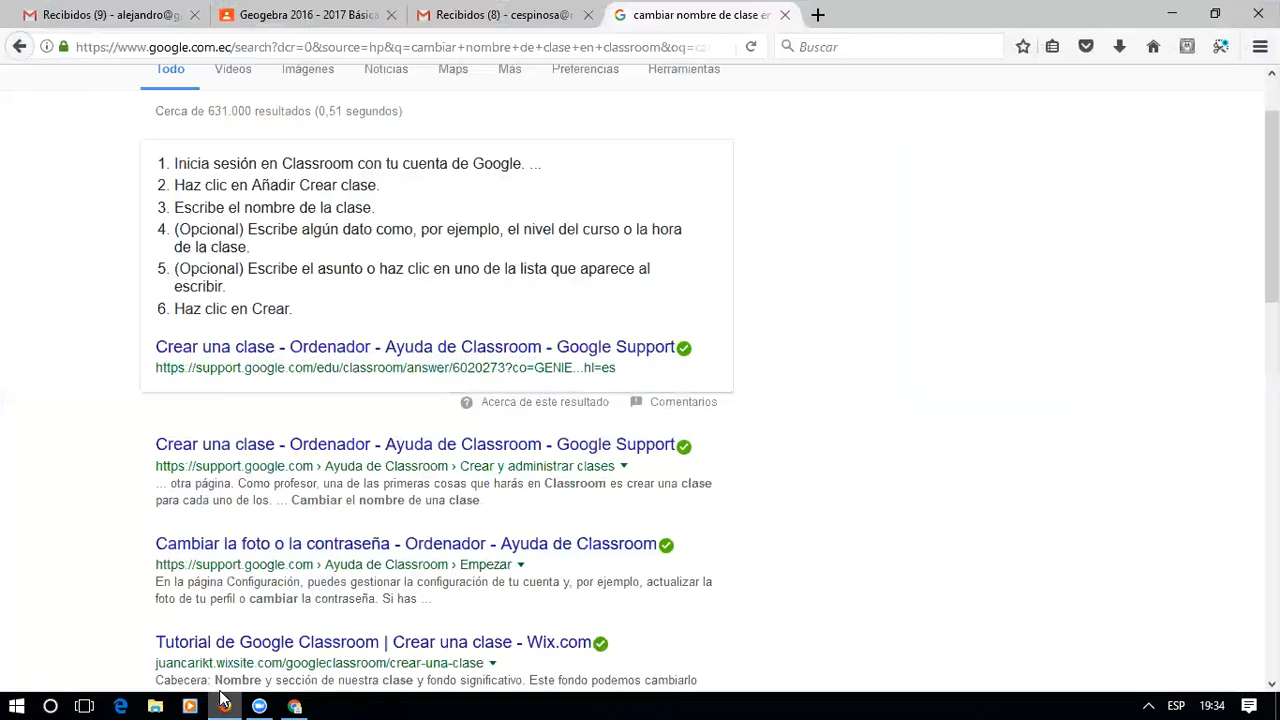 Recibidos (9) - alejandro@g
Geogebra 2016 - 2017 Básica
Recibidos (8) - cespinosa@
cambiar nombre de clase en
https://www.google.com.ec/search?dcr=0&source=hp&q=cambiar+nombre+de+clase+en+classroom&oq=ca
Buscar
Todo Vídeos Imágenes Noticias Maps Más Preferencias Herramientas
Cerca de 631.000 resultados (0,51 segundos)
1. Inicia sesión en Classroom con tu cuenta de Google. ...
2. Haz clic en Añadir Crear clase.
3. Escribe el nombre de la clase.
4. (Opcional) Escribe algún dato como, por ejemplo, el nivel del curso o la hora
de la clase.
5. (Opcional) Escribe el asunto o haz clic en uno de la lista que aparece al
escribir.
6. Haz clic en Crear.
Crear una clase - Ordenador - Ayuda de Classroom - Google Support
https://support.google.com/edu/classroom/answer/6020273?co=GENIE...hl=es
Acerca de este resultado Comentarios
Crear una clase - Ordenador - Ayuda de Classroom - Google Support
https://support.google.com › Ayuda de Classroom › Crear y administrar clases
... otra página. Como profesor, una de las primeras cosas que harás en Classroom es crear una clase
para cada uno de los. ... Cambiar el nombre de una clase.
Cambiar la foto o la contraseña - Ordenador - Ayuda de Classroom
https://support.google.com › Ayuda de Classroom › Empezar
En la página Configuración, puedes gestionar la configuración de tu cuenta y, por ejemplo, actualizar la
foto de tu perfil o cambiar la contraseña. Si has ...
Tutorial de Google Classroom | Crear una clase - Wix.com
juancarikt.wixsite.com/googleclassroom/crear-una-clase
Cabecera: Nombre y sección de nuestra clase y fondo significativo. Este fondo podemos cambiarlo
ESP 19:34